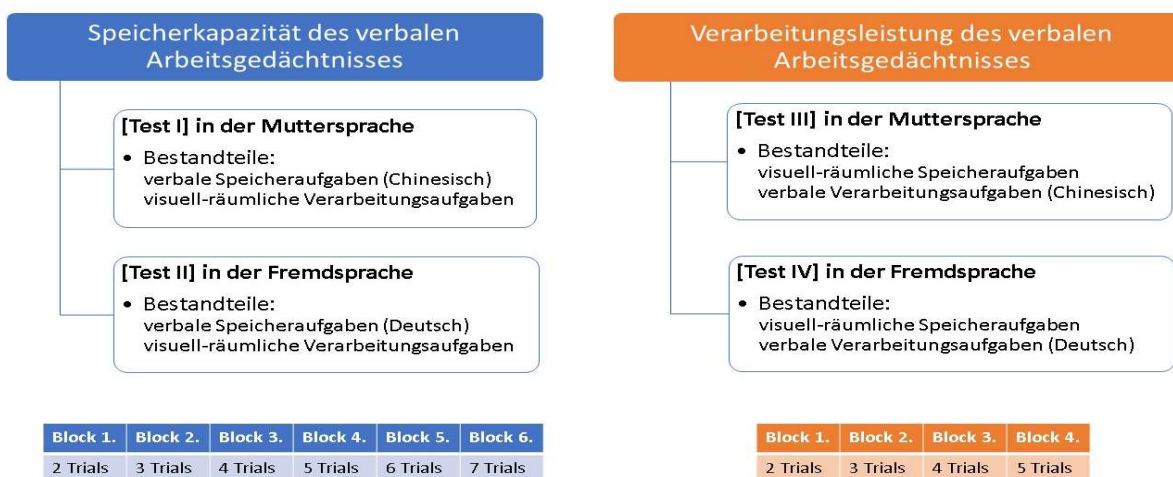 Speicherkapazität des verbalen
Arbeitsgedächtnisses
[Test I] in der Muttersprache
• Bestandteile:
verbale Speicheraufgaben (Chinesisch)
visuell-räumliche Verarbeitungsaufgaben
[Test II] in der Fremdsprache
• Bestandteile:
verbale Speicheraufgaben (Deutsch)
visuell-räumliche Verarbeitungsaufgaben
Block 1. Block 2. Block 3. Block 4. Block 5. Block 6.
2 Trials 3 Trials 4 Trials 5 Trials 6 Trials 7 Trials
Verarbeitungsleistung des verbalen
Arbeitsgedächtnisses
[Test III] in der Muttersprache
• Bestandteile:
visuell-räumliche Speicheraufgaben
verbale Verarbeitungsaufgaben (Chinesisch)
[Test IV] in der Fremdsprache
• Bestandteile:
visuell-räumliche Speicheraufgaben
verbale Verarbeitungsaufgaben (Deutsch)
Block 1. Block 2. Block 3. Block 4.
2 Trials 3 Trials 4 Trials 5 Trials